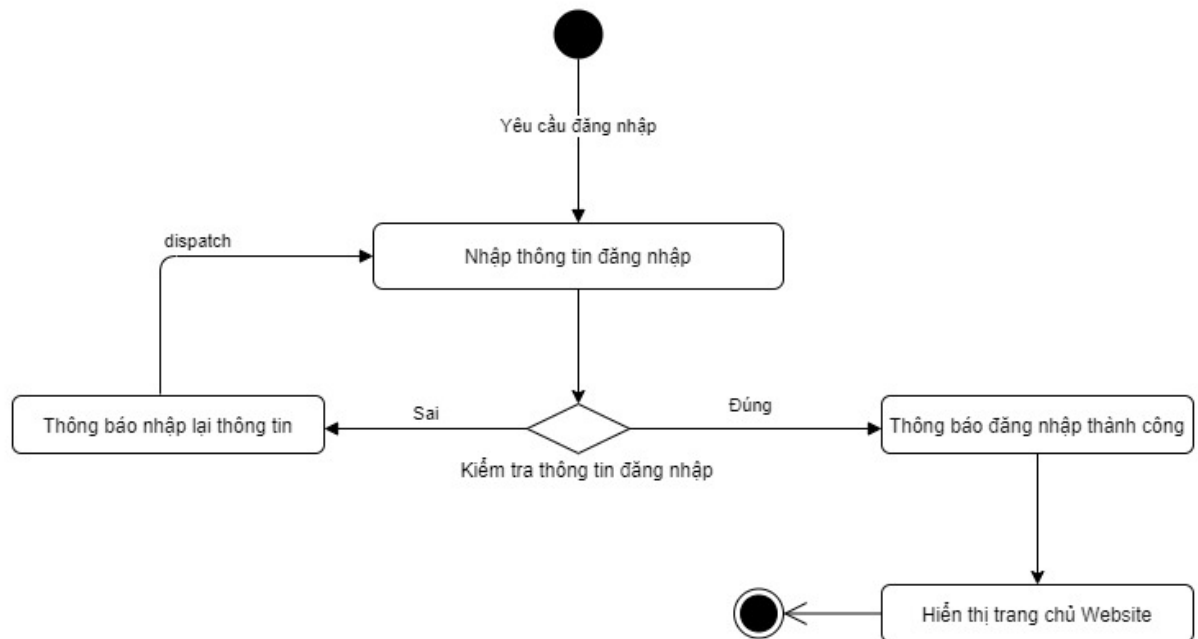 Yêu cầu đăng nhập
dispatch
Nhập thông tin đăng nhập
Thông báo nhập lại thông tin
Sai
Đúng
Thông báo đăng nhập thành công
Kiểm tra thông tin đăng nhập
Hiển thị trang chủ Website